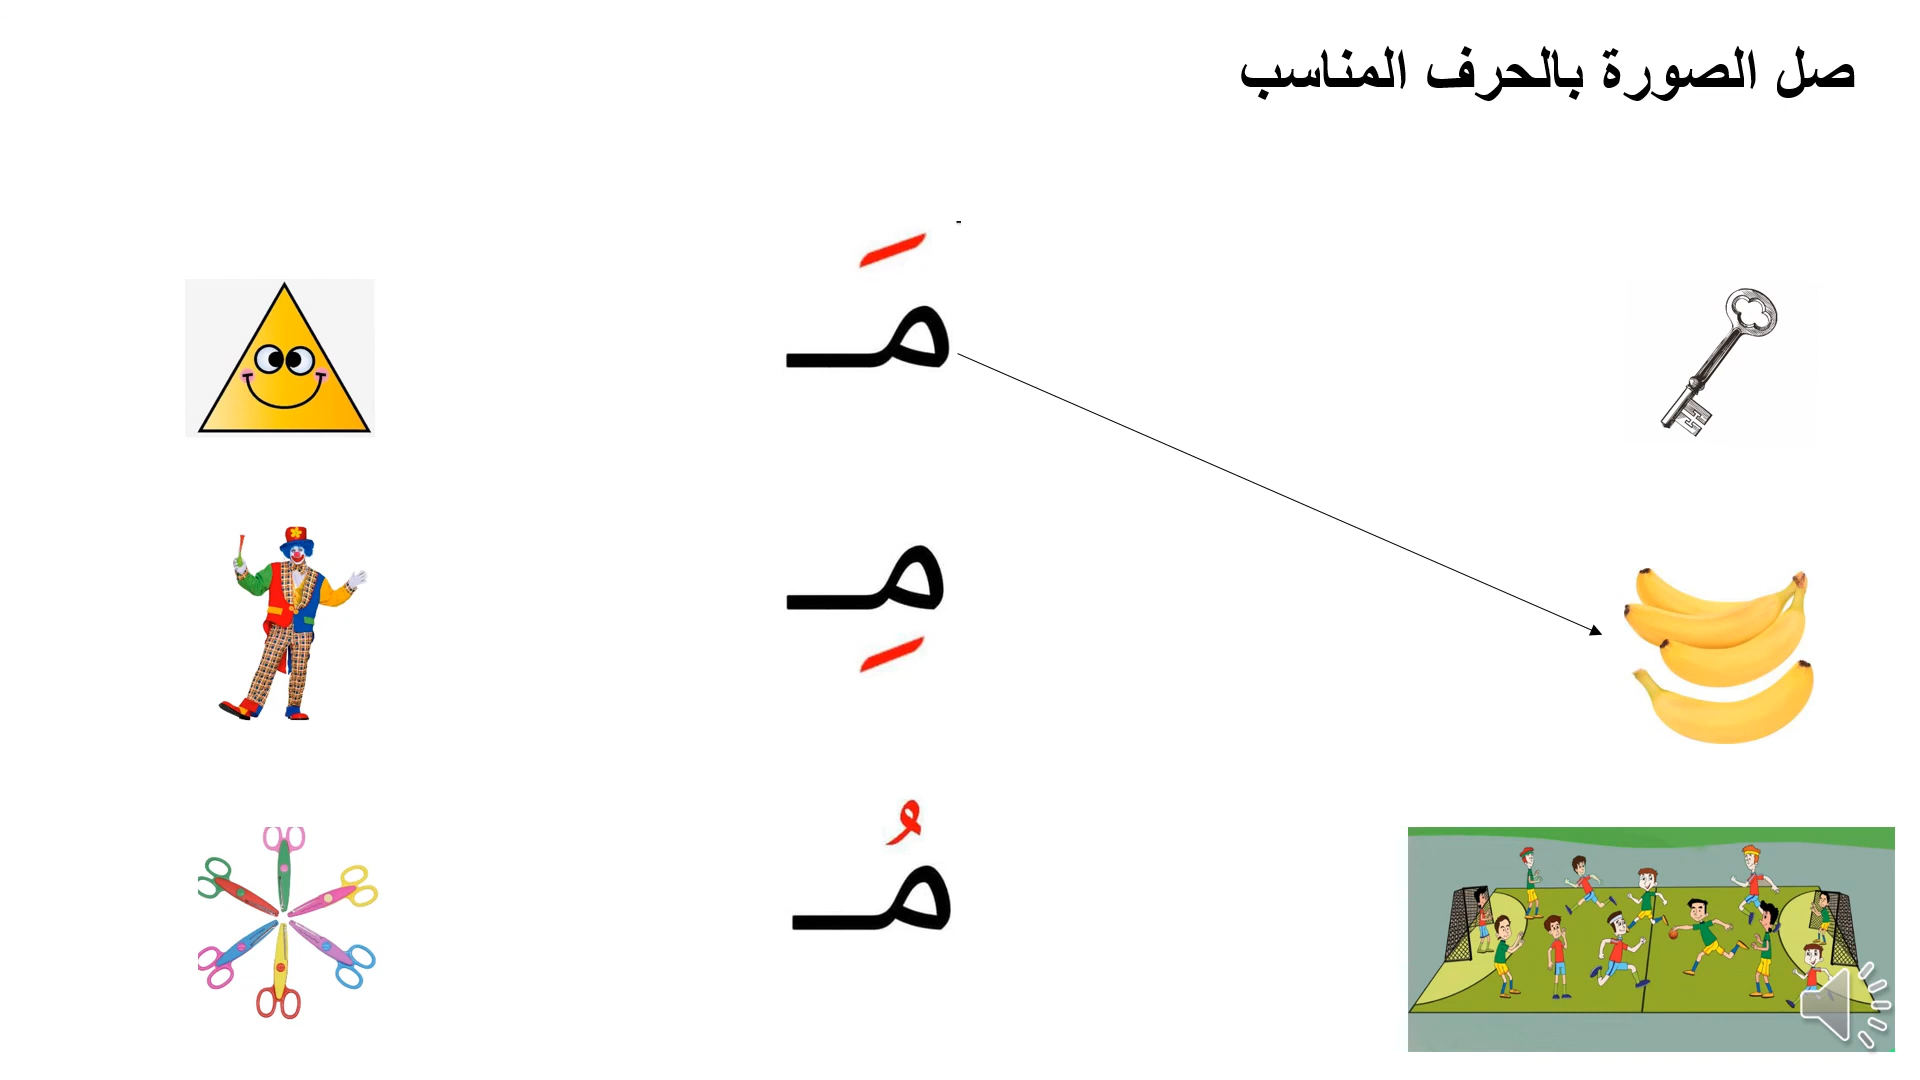 صل الصورة بالحرف المناسب
مَـ
مِـ
مُـ